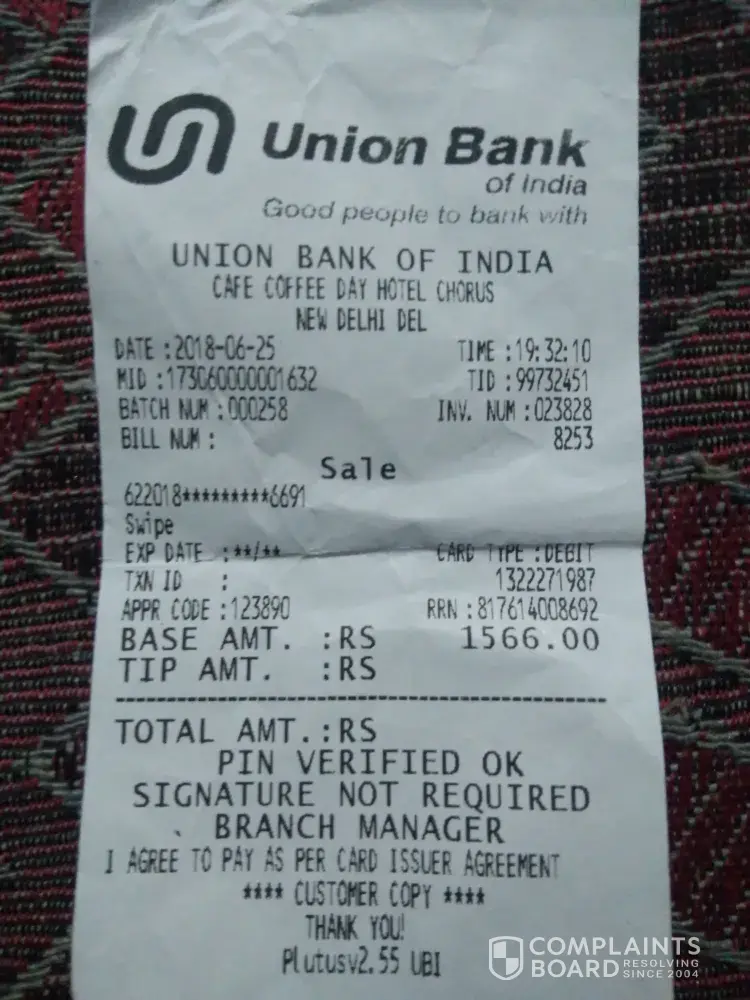 Union Bank
of India
Good people to bank with
UNION BANK OF INDIA
CAFE COFFEE DAY HOTEL CHORUS
NEW DELHI DEL
DATE :2018-06-25 TIME :19:32:10
MID :173060000001632 TID :99732451
BATCH NUM :000258 INV. NUM :023828
BILL NUM : 8253
Sale
622018*********6691
Swipe
EXP DATE :**/** CARD TYPE :DEBIT
TXN ID : 1322271987
APPR CODE :123890 RRN :817614008692
BASE AMT. :RS 1566.00
TIP AMT. :RS
TOTAL AMT.:RS
PIN VERIFIED OK
SIGNATURE NOT REQUIRED
BRANCH MANAGER
I AGREE TO PAY AS PER CARD ISSUER AGREEMENT
**** CUSTOMER COPY ****
THANK YOU!
Plutusv2.55 UBI
COMPLAINTS
BOARD RESOLVING SINCE 2004